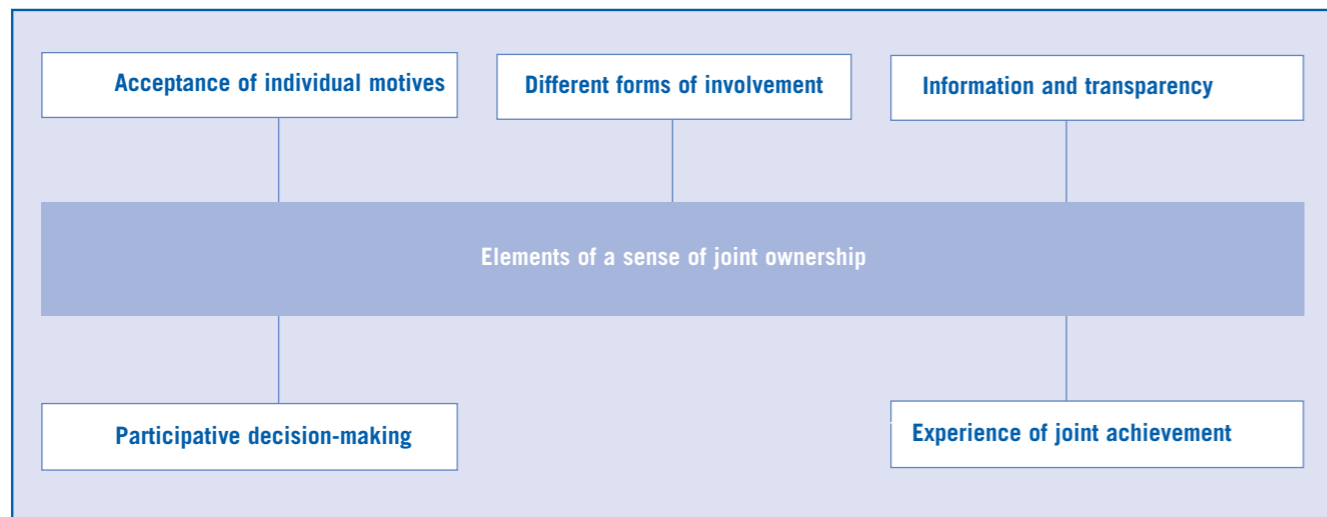 Acceptance of individual motives
Different forms of involvement
Information and transparency
Elements of a sense of joint ownership
Participative decision-making
Experience of joint achievement